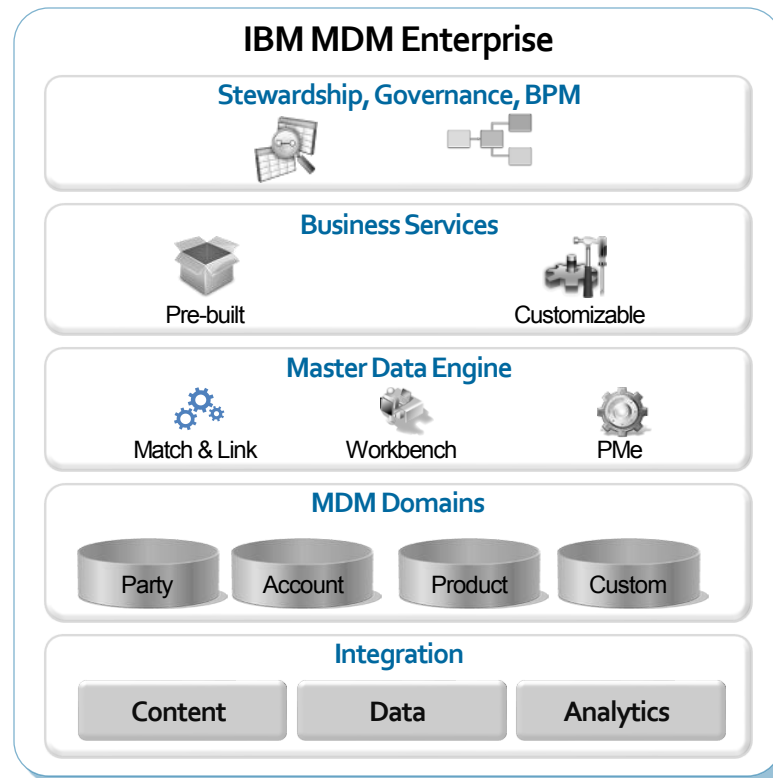 IBM MDM Enterprise
Stewardship, Governance, BPM
Business Services
Pre-built
Customizable
Master Data Engine
Match & Link
Workbench
PMe
MDM Domains
Party
Account
Product
Custom
Integration
Content
Data
Analytics